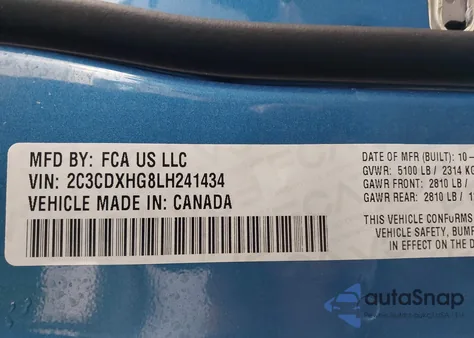 MFD BY: FCA US LLC
VIN: 2C3CDXHG8LH241434
VEHICLE MADE IN: CANADA
DATE OF MFR (BUILT): 10-
GVWR: 5100 LB / 2314 KG
GAWR FRONT: 2810 LB /
GAWR REAR: 2810 LB /
THIS VEHICLE CONFORMS
VEHICLE SAFETY, BUMP
IN EFFECT ON THE D
autoSnap